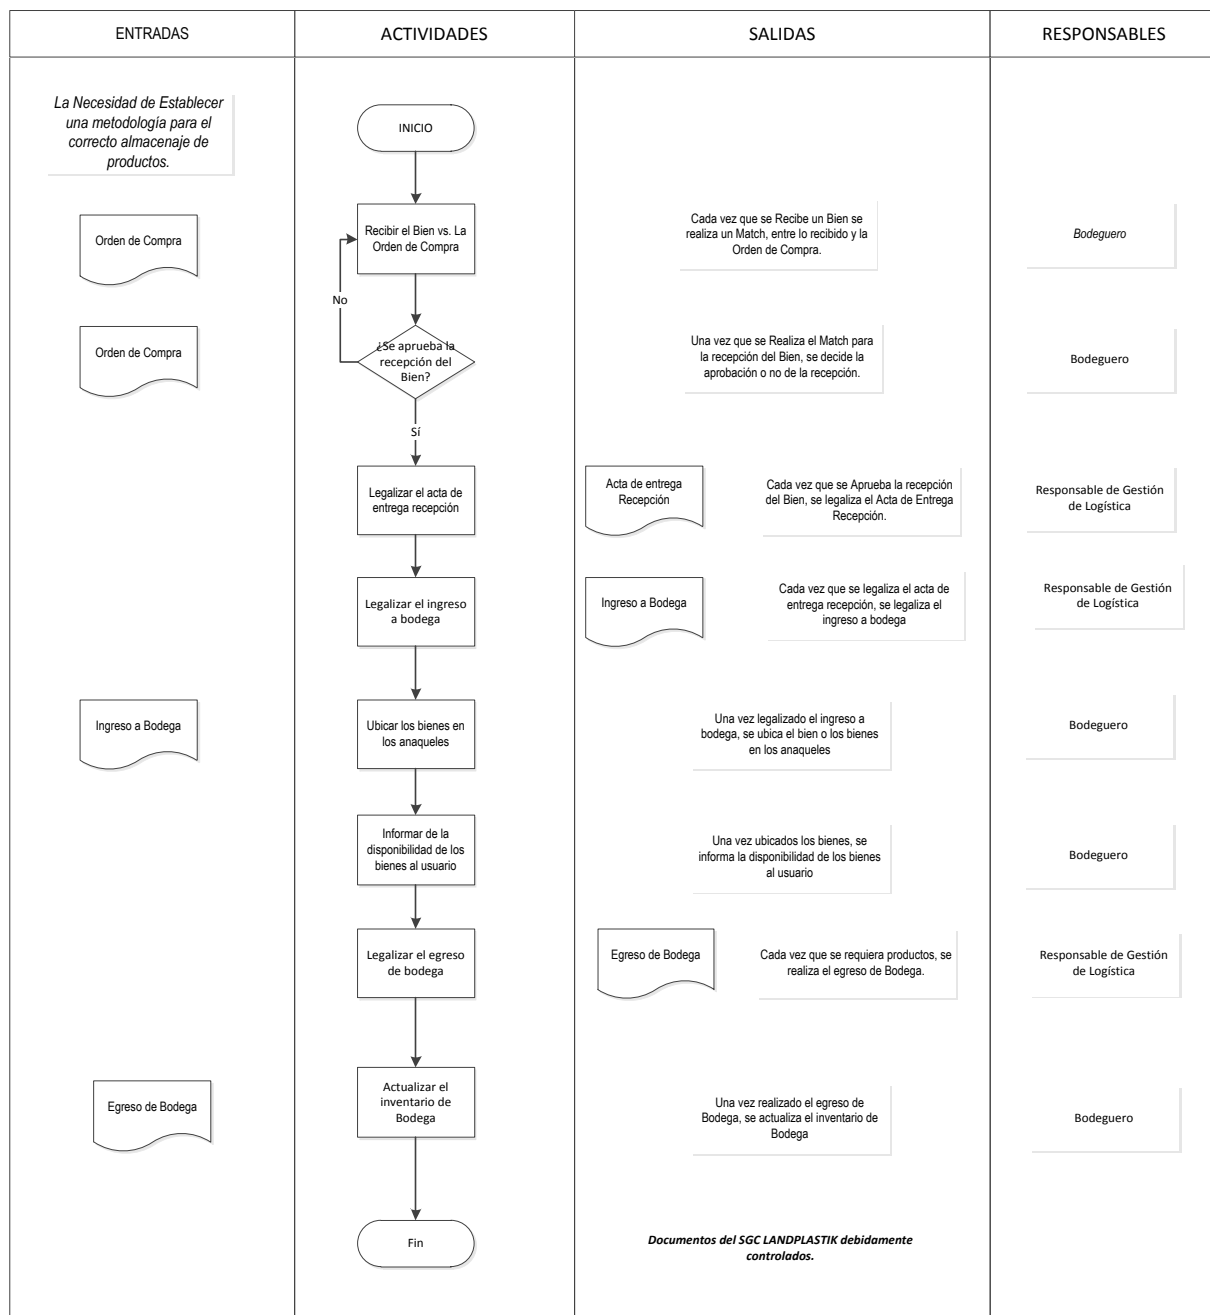 ENTRADAS
ACTIVIDADES
SALIDAS
RESPONSABLES
La Necesidad de Establecer
una metodología para el
correcto almacenaje de
productos.
INICIO
Orden de Compra
Recibir el Bien vs. La
Orden de Compra
Cada vez que se Recibe un Bien se
realiza un Match, entre lo recibido y la
Orden de Compra.
Bodeguero
No
Orden de Compra
¿Se aprueba la
recepción del
Bien?
Una vez que se Realiza el Match para
la recepción del Bien, se decide la
aprobación o no de la recepción.
Bodeguero
Sí
Legalizar el acta de
entrega recepción
Acta de entrega
Recepción
Cada vez que se Aprueba la recepción
del Bien, se legaliza el Acta de Entrega
Recepción.
Responsable de Gestión
de Logística
Legalizar el ingreso
a bodega
Ingreso a Bodega
Cada vez que se legaliza el acta de
entrega recepción, se legaliza el
ingreso a bodega
Responsable de Gestión
de Logística
Ingreso a Bodega
Ubicar los bienes en
los anaqueles
Una vez legalizado el ingreso a
bodega, se ubica el bien o los bienes
en los anaqueles
Bodeguero
Informar de la
disponibilidad de los
bienes al usuario
Una vez ubicados los bienes, se
informa la disponibilidad de los bienes
al usuario
Bodeguero
Legalizar el egreso
de bodega
Egreso de Bodega
Cada vez que se requiera productos, se
realiza el egreso de Bodega.
Responsable de Gestión
de Logística
Egreso de Bodega
Actualizar el
inventario de
Bodega
Una vez realizado el egreso de
Bodega, se actualiza el inventario de
Bodega
Bodeguero
Fin
Documentos del SGC LANDPLASTIK debidamente
controlados.